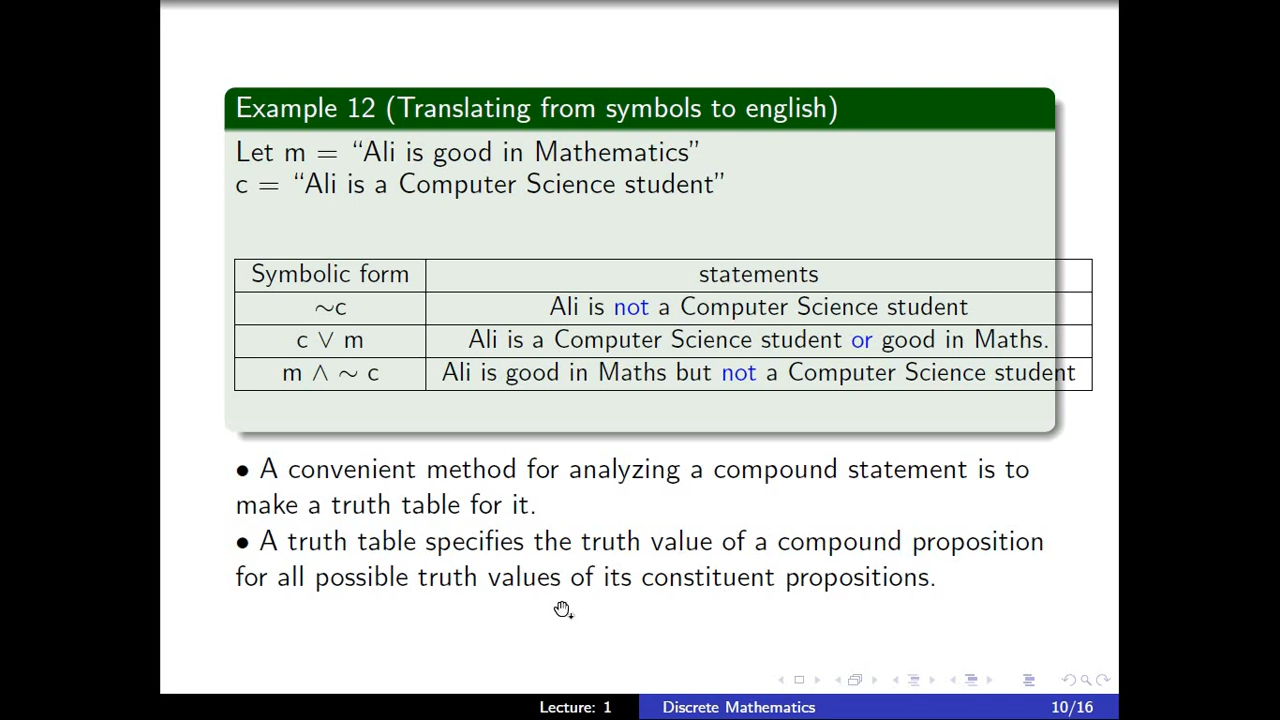 Example 12 (Translating from symbols to english)
Let m = “Ali is good in Mathematics”
c = “Ali is a Computer Science student”
Symbolic form statements
∼c Ali is not a Computer Science student
c ∨ m Ali is a Computer Science student or good in Maths.
m ∧ ∼ c Ali is good in Maths but not a Computer Science student
• A convenient method for analyzing a compound statement is to
make a truth table for it.
• A truth table specifies the truth value of a compound proposition
for all possible truth values of its constituent propositions.
Lecture: 1 Discrete Mathematics 10/16